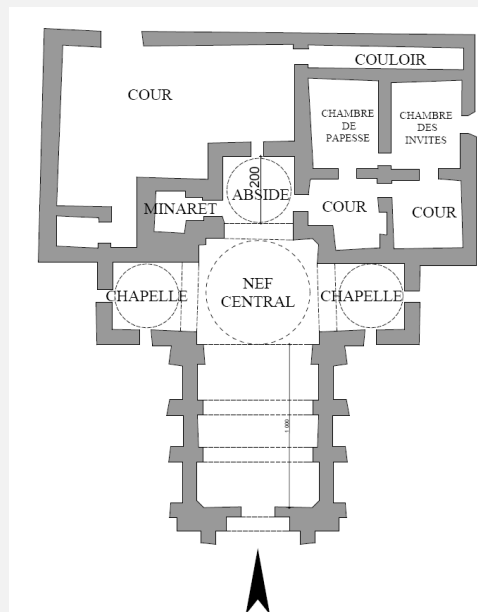 COULOIR
COUR
CHAMBRE
DE
PAPESSE
CHAMBRE
DES
INVITES
200
ABSIDE
MINARET
COUR
COUR
CHAPELLE
NEF
CENTRAL
CHAPELLE